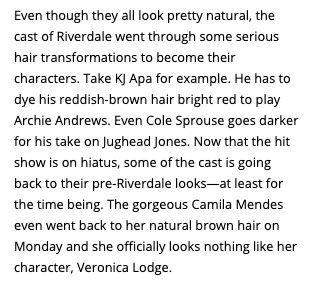 Even though they all look pretty natural, the
cast of Riverdale went through some serious
hair transformations to become their
characters. Take KJ Apa for example. He has to
dye his reddish-brown hair bright red to play
Archie Andrews. Even Cole Sprouse goes darker
for his take on Jughead Jones. Now that the hit
show is on hiatus, some of the cast is going
back to their pre-Riverdale looks—at least for
the time being. The gorgeous Camila Mendes
even went back to her natural brown hair on
Monday and she officially looks nothing like her
character, Veronica Lodge.